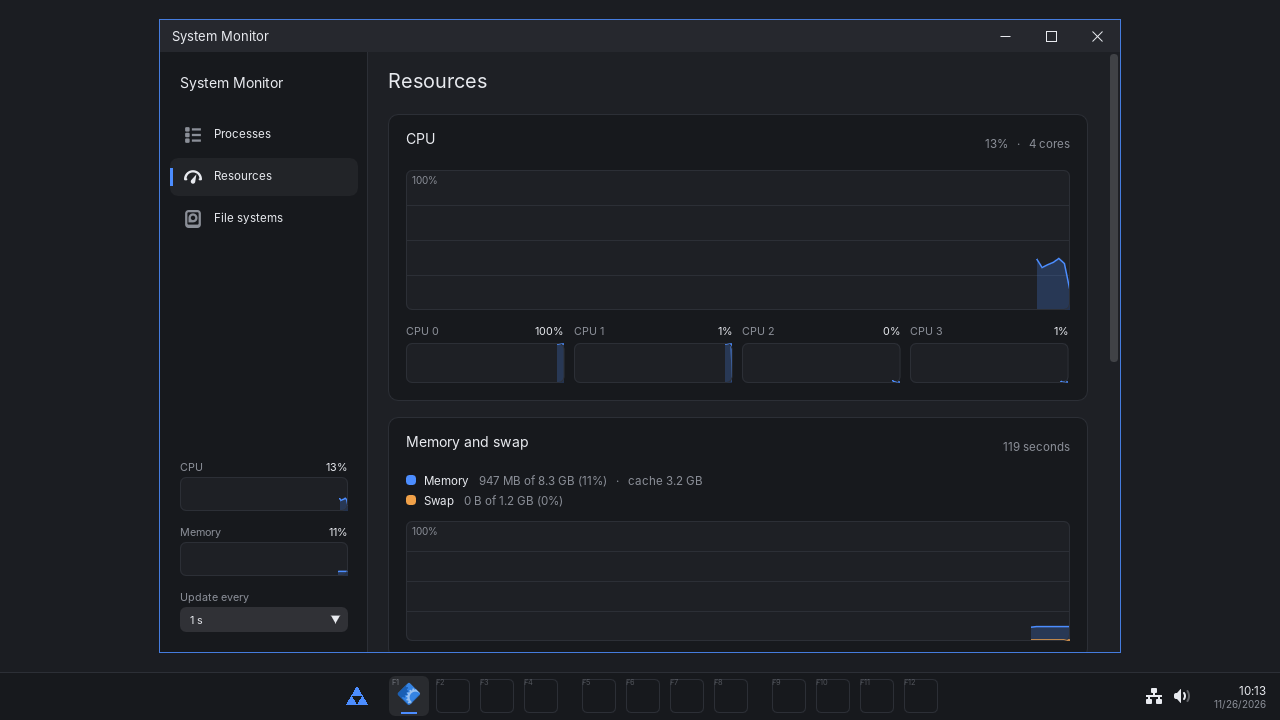 System Monitor
System Monitor
Processes
Resources
File systems
CPU 13%
Memory 11%
Update every
1 s
Resources
CPU
13% · 4 cores
100%
CPU 0 100% CPU 1 1% CPU 2 0% CPU 3 1%
Memory and swap
119 seconds
Memory 947 MB of 8.3 GB (11%) · cache 3.2 GB
Swap 0 B of 1.2 GB (0%)
100%
F1 F2 F3 F4 F5 F6 F7 F8 F9 F10 F11 F12
10:13
11/26/2026